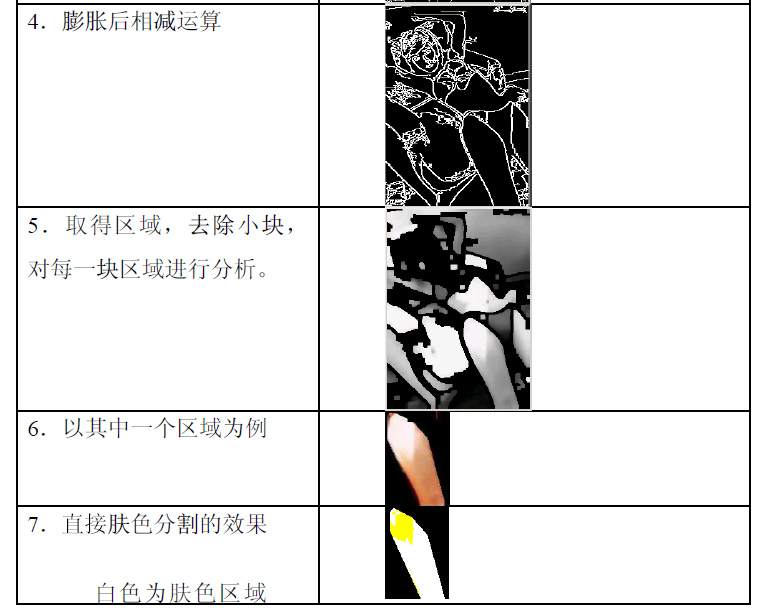 4．膨胀后相减运算
5．取得区域，去除小块，
对每一块区域进行分析。
6．以其中一个区域为例
7．直接肤色分割的效果
白色为肤色区域